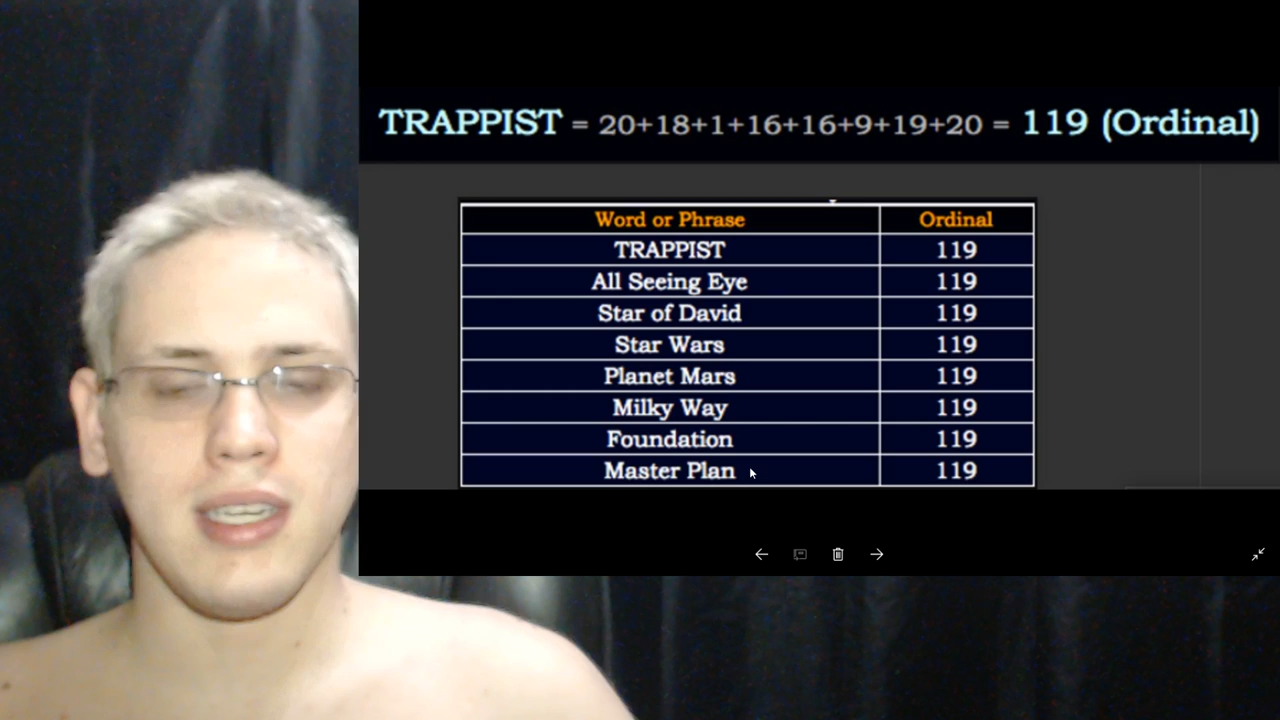 TRAPPIST = 20+18+1+16+16+9+19+20 = 119 (Ordinal)
Word or Phrase Ordinal
TRAPPIST 119
All Seeing Eye 119
Star of David 119
Star Wars 119
Planet Mars 119
Milky Way 119
Foundation 119
Master Plan 119